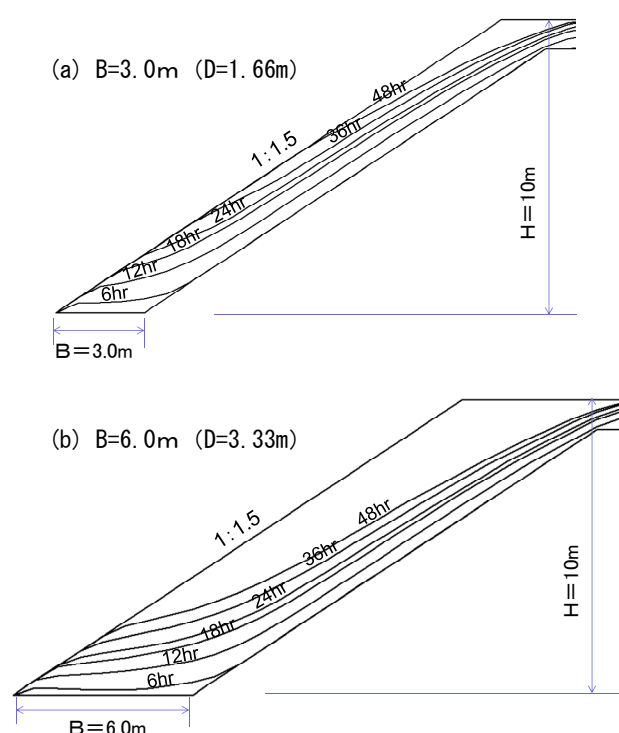 (a) B=3.0m (D=1.66m)
48hr
36hr
1:1.5
24hr
18hr
12hr
6hr
H=10m
B=3.0m
(b) B=6.0m (D=3.33m)
48hr
1:1.5
36hr
24hr
18hr
12hr
6hr
H=10m
B=6.0m